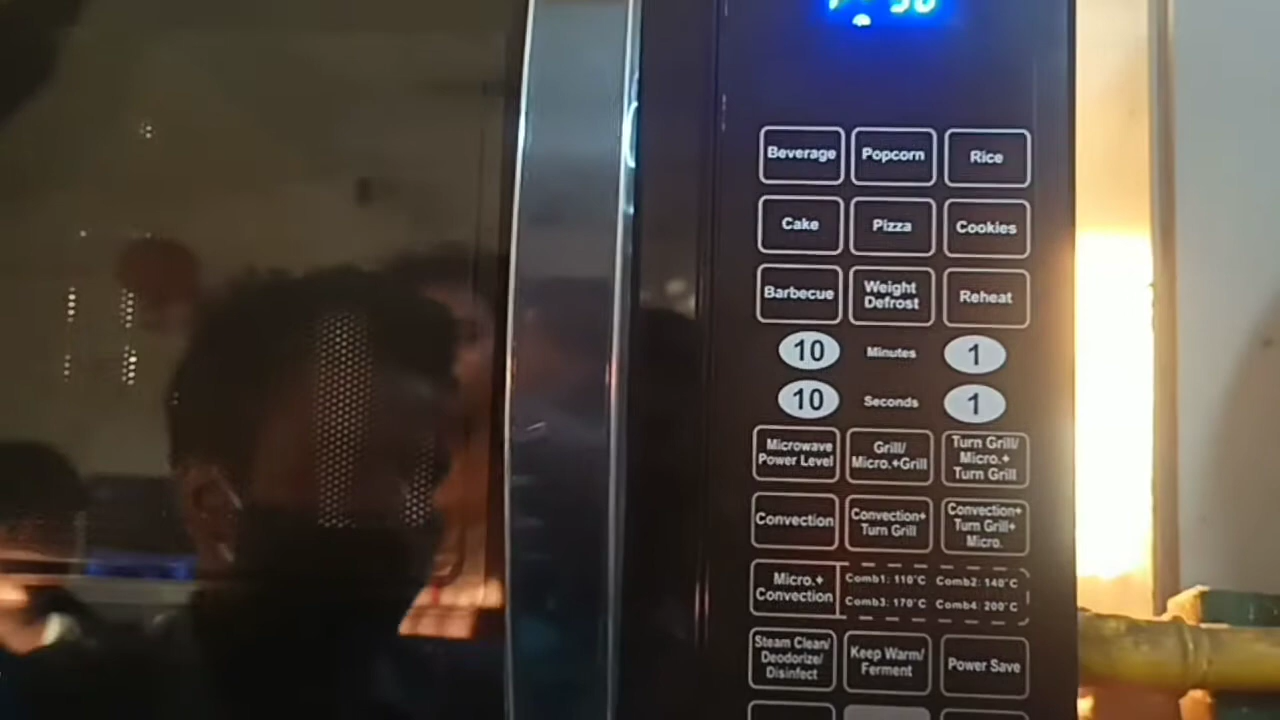 Beverage Popcorn Rice
Cake Pizza Cookies
Barbecue Weight Defrost Reheat
10 Minutes 1
10 Seconds 1
Microwave Power Level Grill/ Micro.+Grill Turn Grill/ Micro.+ Turn Grill
Convection Convection+ Turn Grill Convection+ Turn Grill+ Micro.
Micro.+ Convection Comb1: 110°C Comb2: 140°C
Comb3: 170°C Comb4: 200°C
Steam Clean/ Deodorize/ Disinfect Keep Warm/ Ferment Power Save